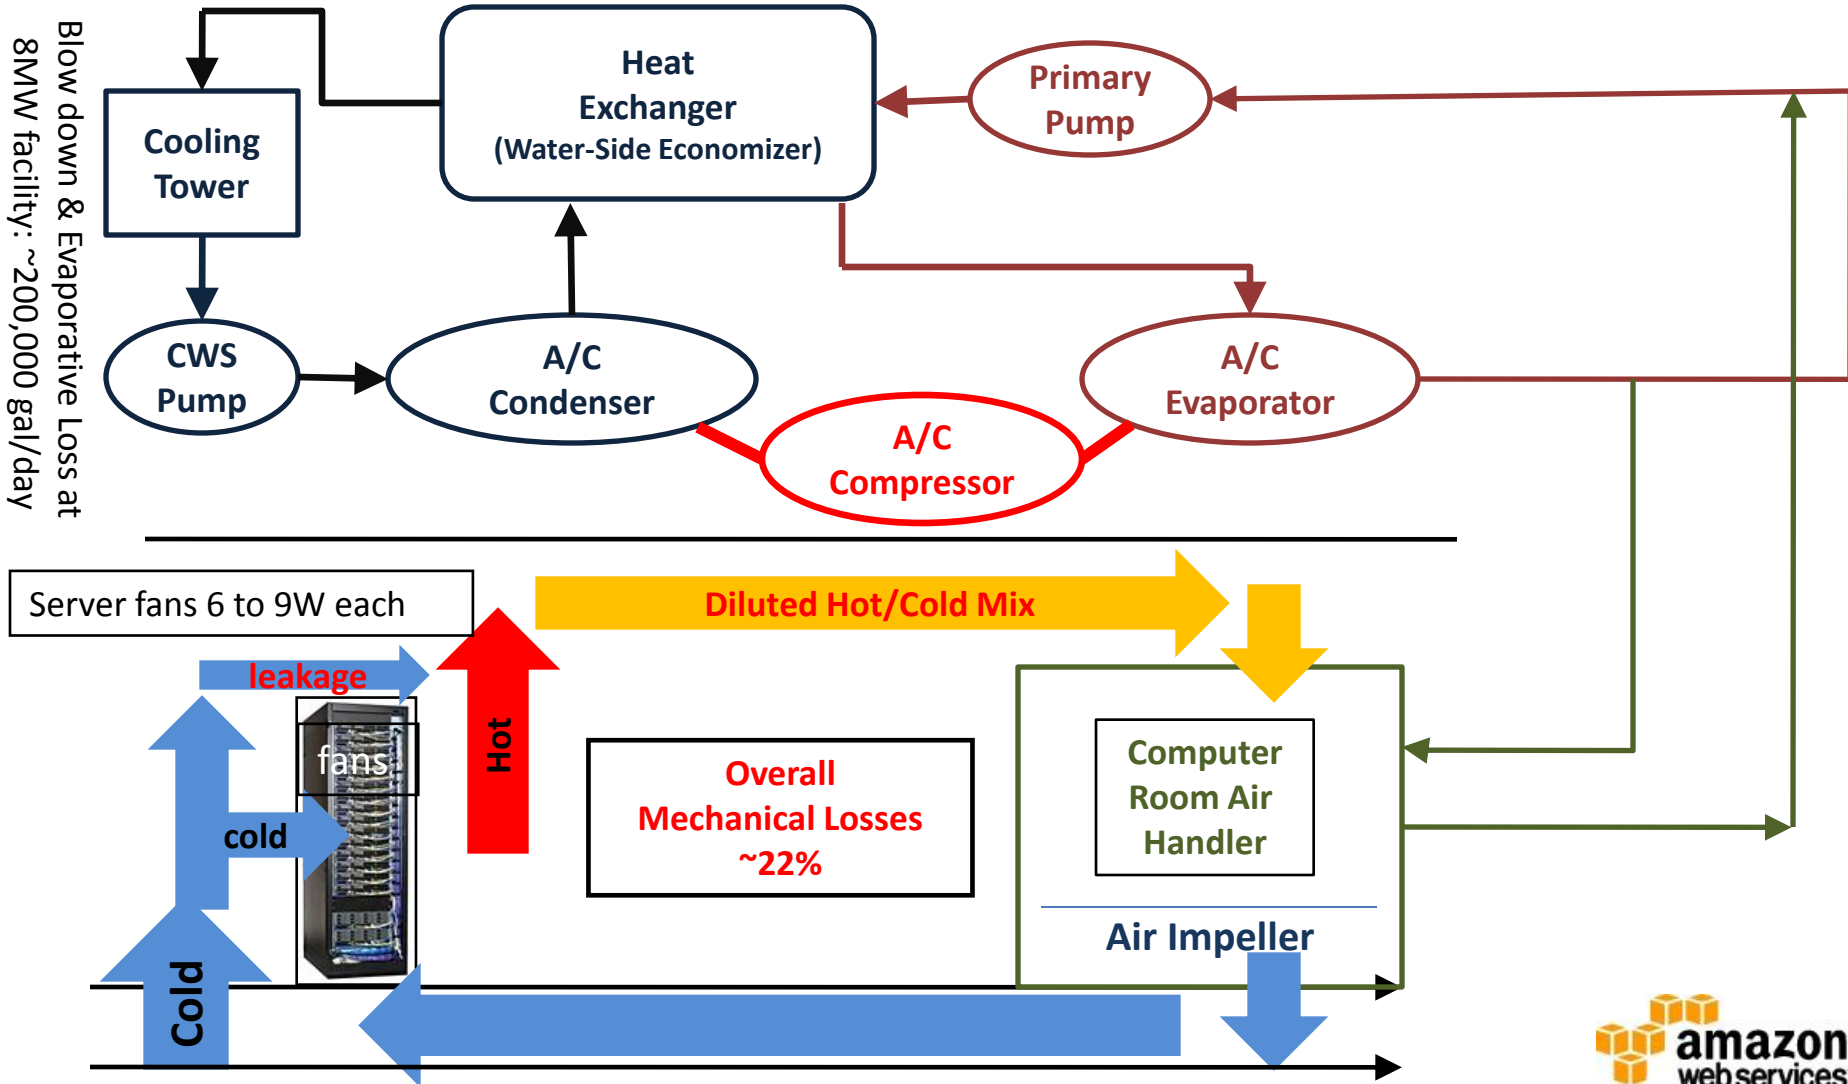 Blow down & Evaporative Loss at
8MW facility: ~200,000 gal/day
Heat
Exchanger
(Water-Side Economizer)
Primary
Pump
Cooling
Tower
CWS
Pump
A/C
Condenser
A/C
Evaporator
A/C
Compressor
Server fans 6 to 9W each
Diluted Hot/Cold Mix
leakage
Hot
fans
cold
Cold
Overall
Mechanical Losses
~22%
Computer
Room Air
Handler
Air Impeller
amazon
web services